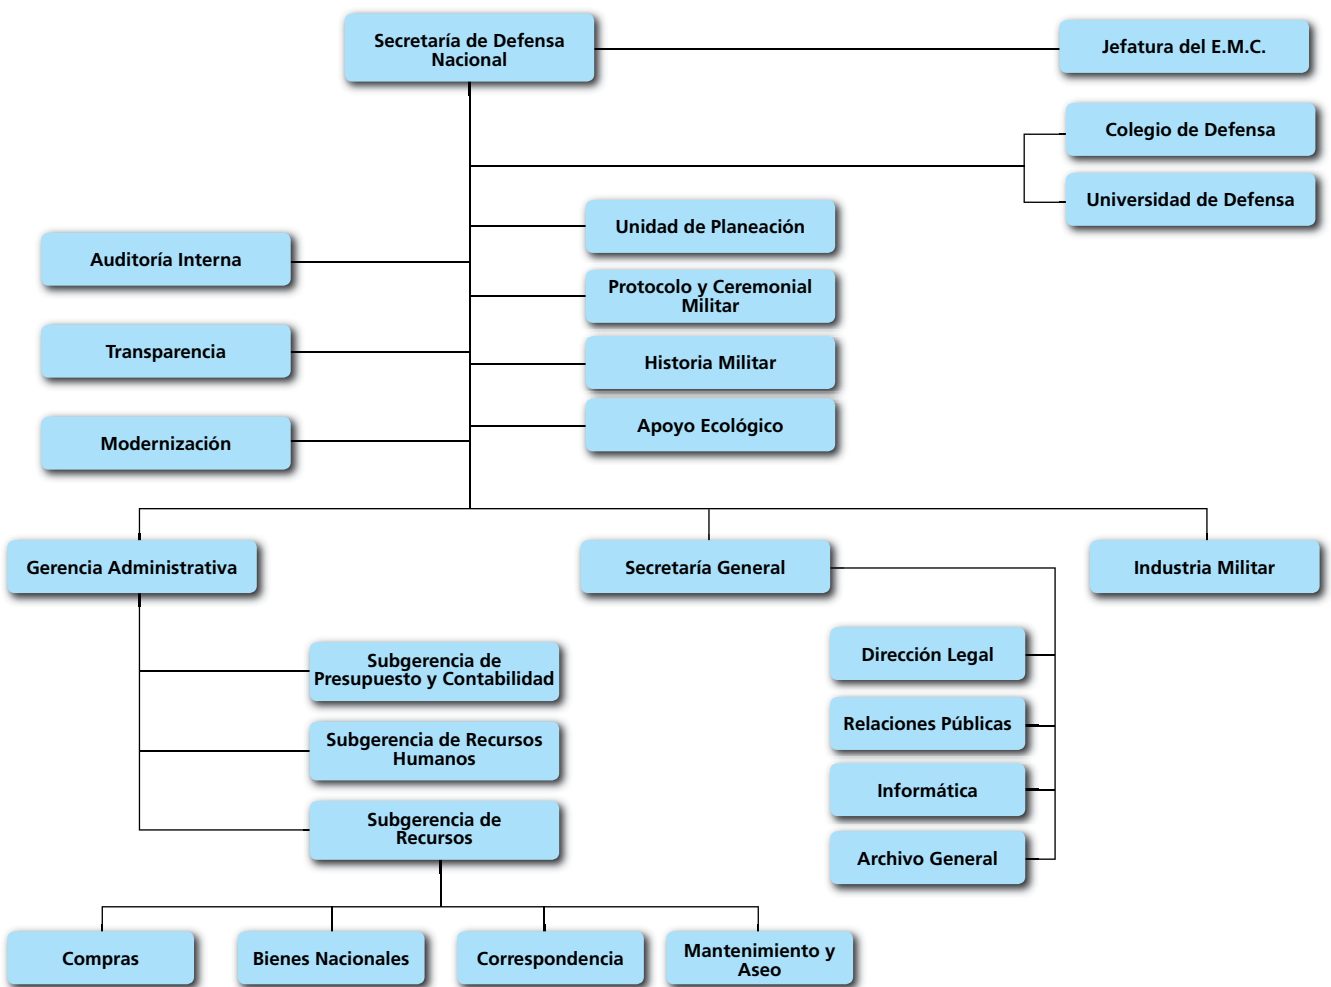 Secretaría de Defensa
Nacional
Jefatura del E.M.C.
Colegio de Defensa
Universidad de Defensa
Unidad de Planeación
Auditoría Interna
Protocolo y Ceremonial
Militar
Transparencia
Historia Militar
Apoyo Ecológico
Modernización
Gerencia Administrativa
Secretaría General
Industria Militar
Subgerencia de
Presupuesto y Contabilidad
Subgerencia de Recursos
Humanos
Subgerencia de
Recursos
Dirección Legal
Relaciones Públicas
Informática
Archivo General
Compras
Bienes Nacionales
Correspondencia
Mantenimiento y
Aseo